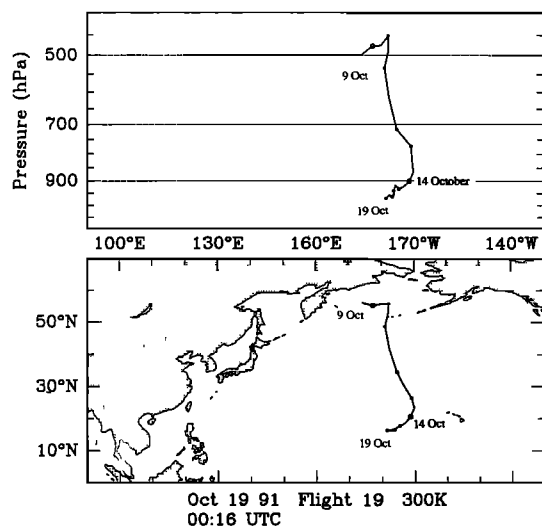 Pressure (hPa)
500
700
900
9 Oct
14 October
19 Oct
100°E 130°E 160°E 170°W 140°W
50°N
30°N
10°N
9 Oct
14 Oct
19 Oct
Oct 19 91 Flight 19 300K
00:16 UTC